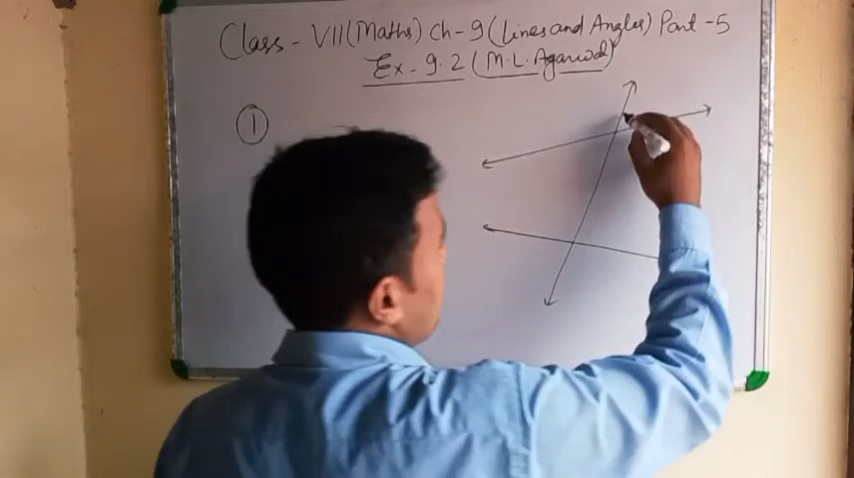 Class - VII (Maths) Ch - 9 (Lines and Angles) Part - 5
Ex - 9.2 (M.L. Agarwal)
1